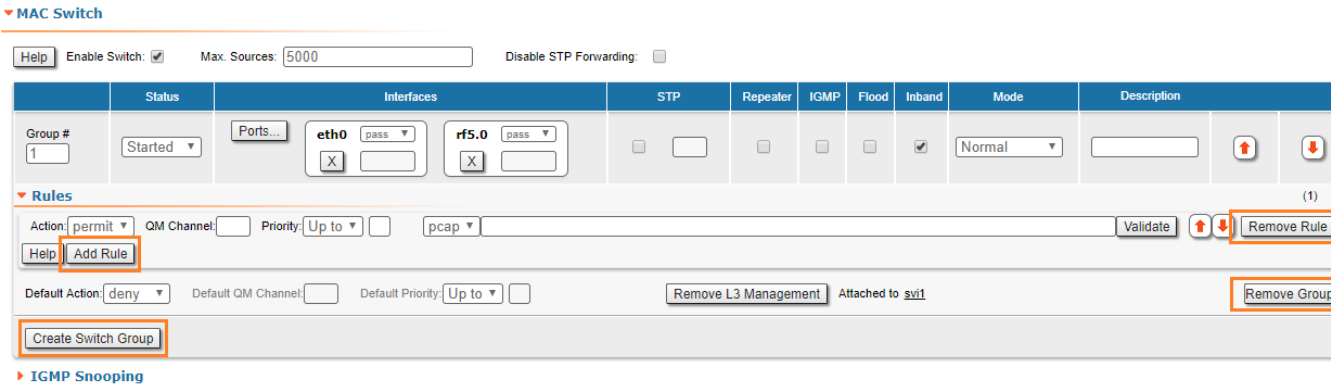 MAC Switch
Help Enable Switch: Max. Sources: 5000 Disable STP Forwarding:
Status Interfaces STP Repeater IGMP Flood Inband Mode Description
Group # Ports... eth0 pass rf5.0 pass
1 Started X X Normal
Rules (1)
Action: permit QM Channel: Priority: Up to pcap Validate Remove Rule
Help Add Rule
Default Action: deny Default QM Channel: Default Priority: Up to Remove L3 Management Attached to svi1 Remove Group
Create Switch Group
IGMP Snooping